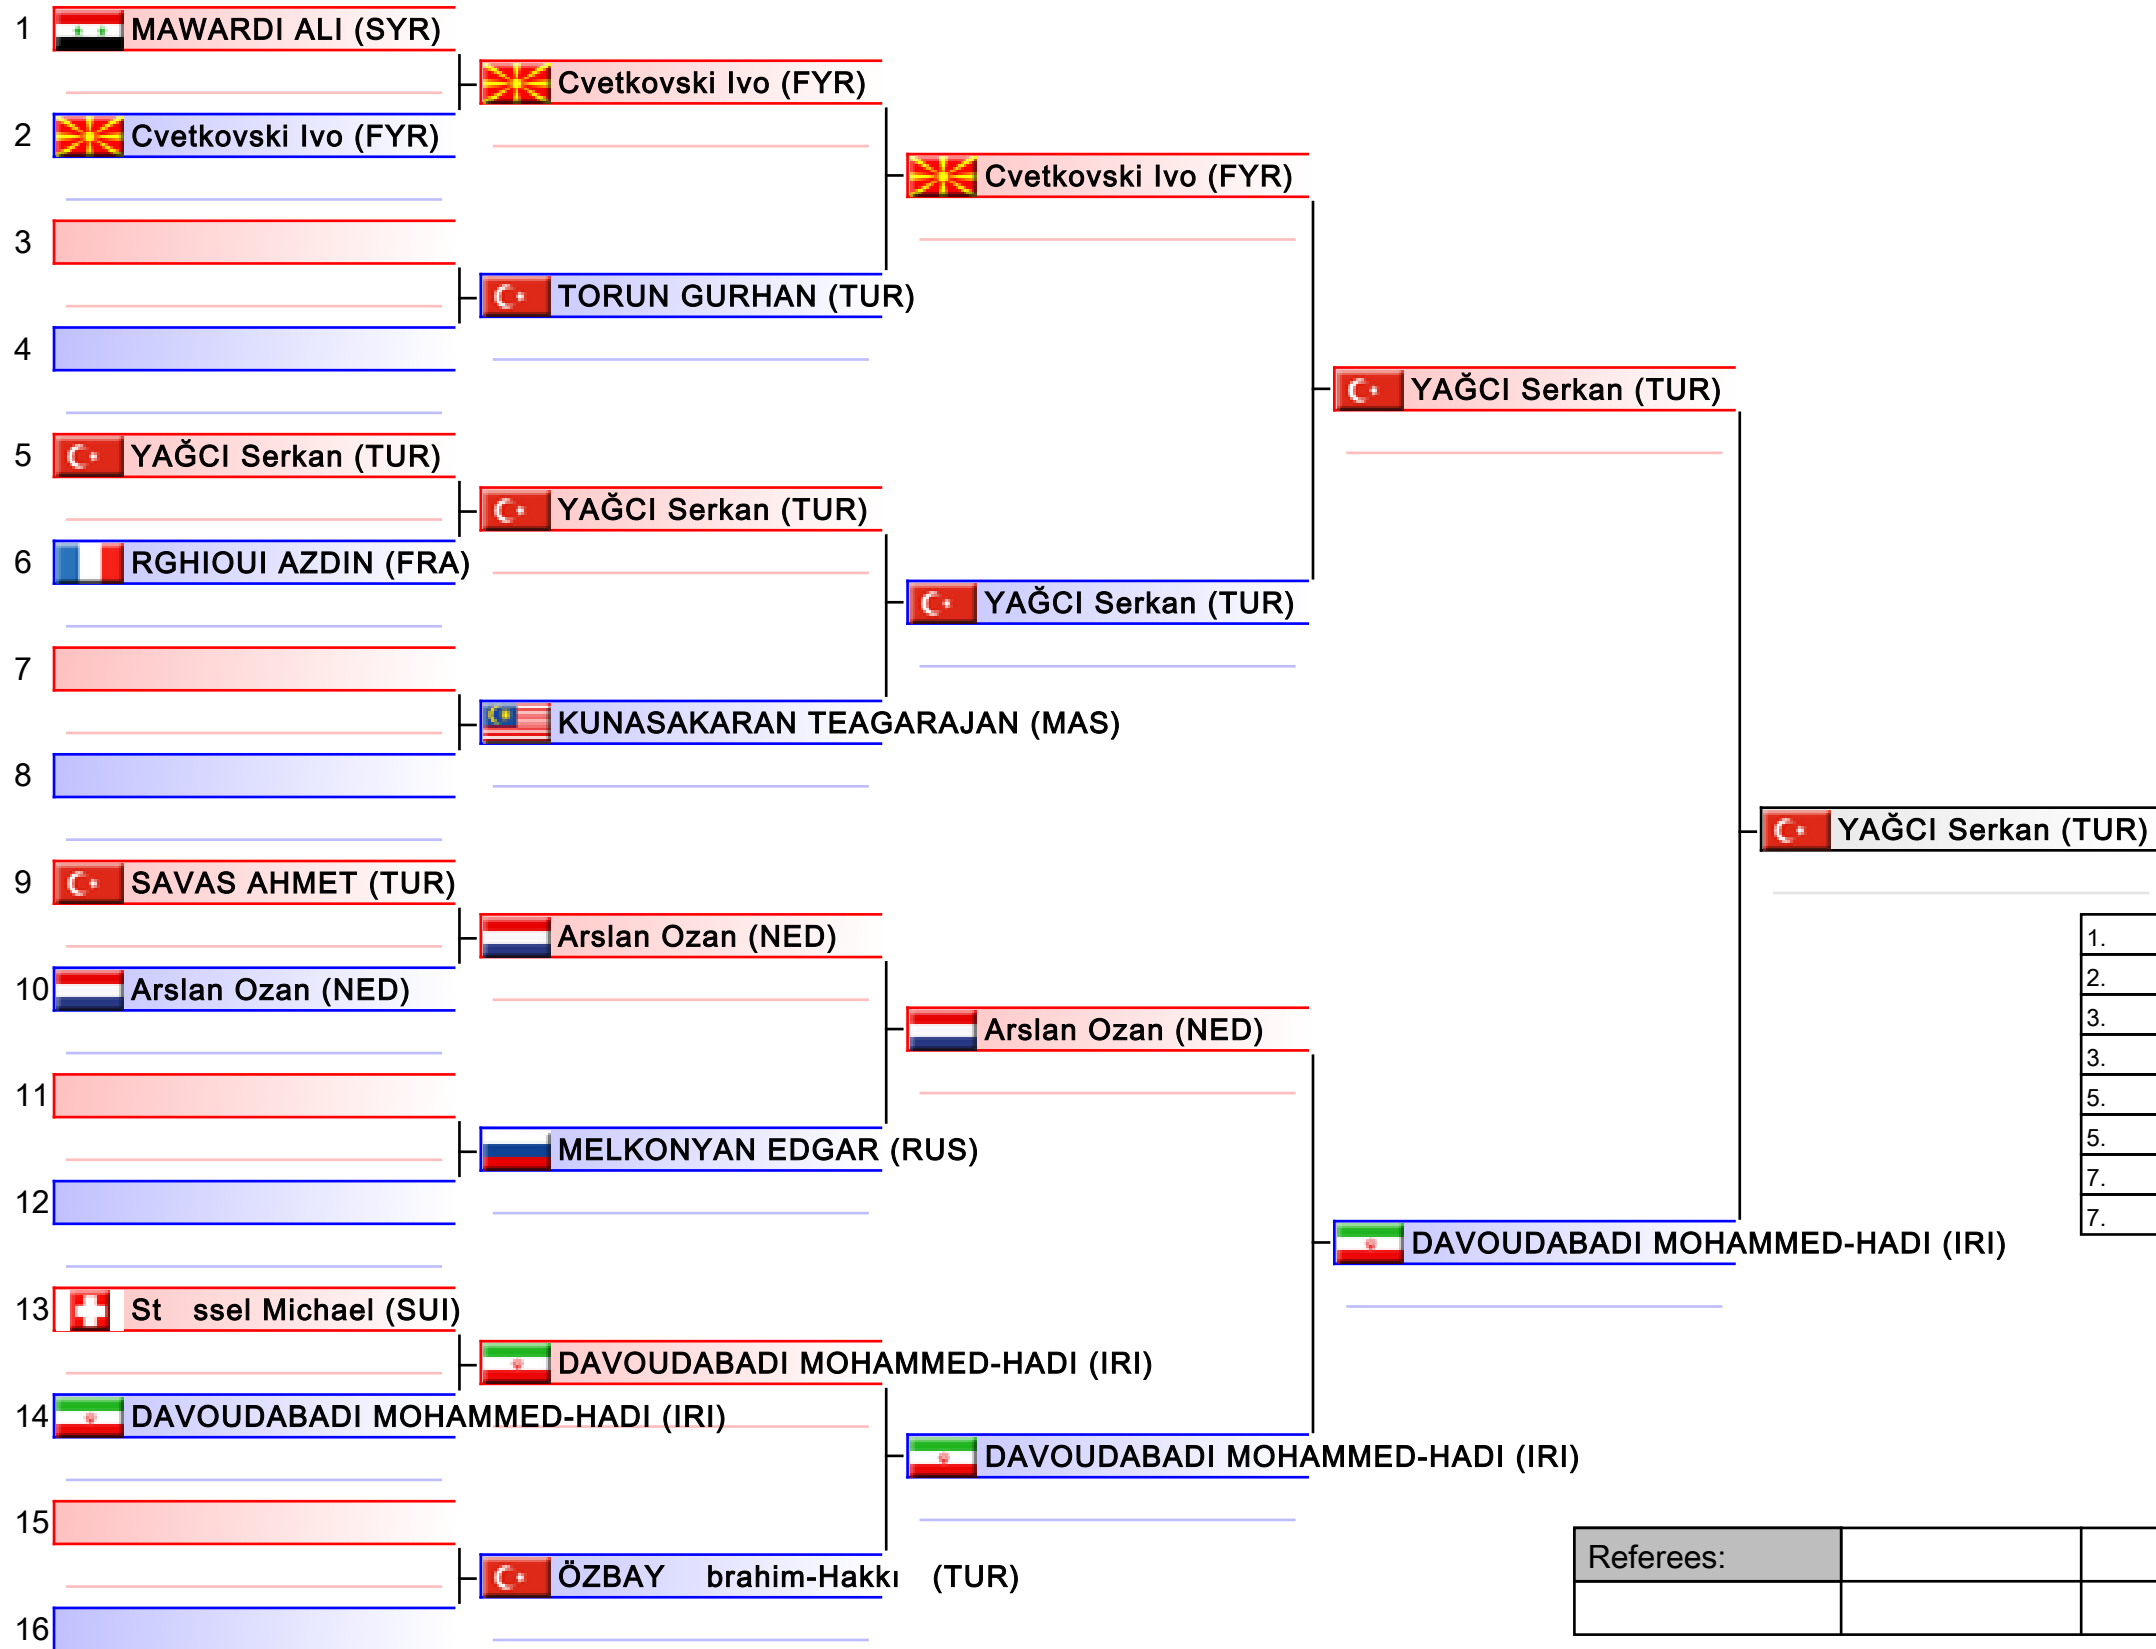 1 MAWARDI ALI (SYR)
Cvetkovski Ivo (FYR)
2 Cvetkovski Ivo (FYR)
Cvetkovski Ivo (FYR)
3
TORUN GURHAN (TUR)
4
YAĞCI Serkan (TUR)
5 YAĞCI Serkan (TUR)
YAĞCI Serkan (TUR)
6 RGHIOUI AZDIN (FRA)
YAĞCI Serkan (TUR)
7
KUNASAKARAN TEAGARAJAN (MAS)
8
YAĞCI Serkan (TUR)
9 SAVAS AHMET (TUR)
Arslan Ozan (NED)
10 Arslan Ozan (NED)
Arslan Ozan (NED)
11
MELKONYAN EDGAR (RUS)
12
DAVOUDABADI MOHAMMED-HADI (IRI)
13 St ssel Michael (SUI)
DAVOUDABADI MOHAMMED-HADI (IRI)
14 DAVOUDABADI MOHAMMED-HADI (IRI)
DAVOUDABADI MOHAMMED-HADI (IRI)
15
ÖZBAY brahim-Hakkı (TUR)
16
1.
2.
3.
3.
5.
5.
7.
7.
Referees: